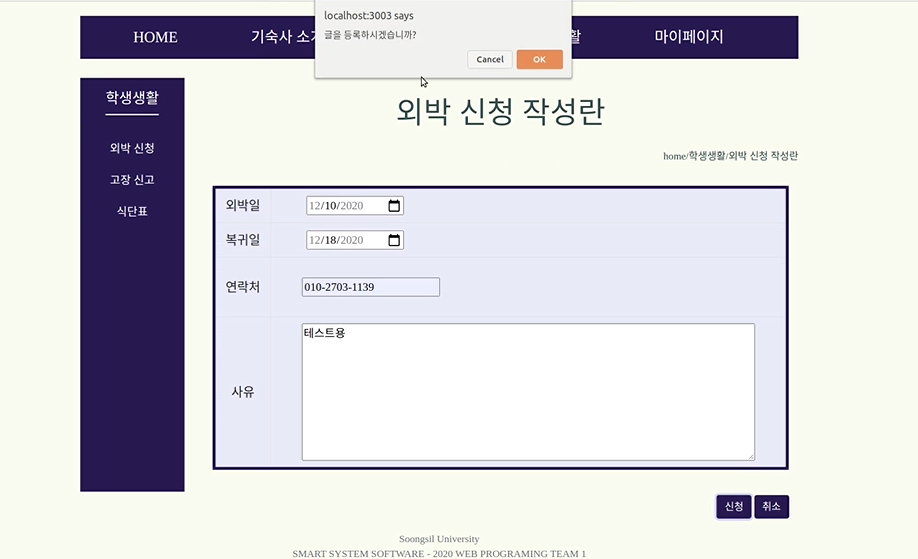 localhost:3003 says
글을 등록하시겠습니까?
Cancel
OK
HOME
기숙사
마이페이지
학생생활
외박 신청
고장 신고
식단표
외박 신청 작성란
home/학생생활/외박 신청 작성란
외박일
12/10/2020
복귀일
12/18/2020
연락처
010-2703-1139
사유
테스트용
신청
취소
Soongsil University
SMART SYSTEM SOFTWARE - 2020 WEB PROGRAMING TEAM 1